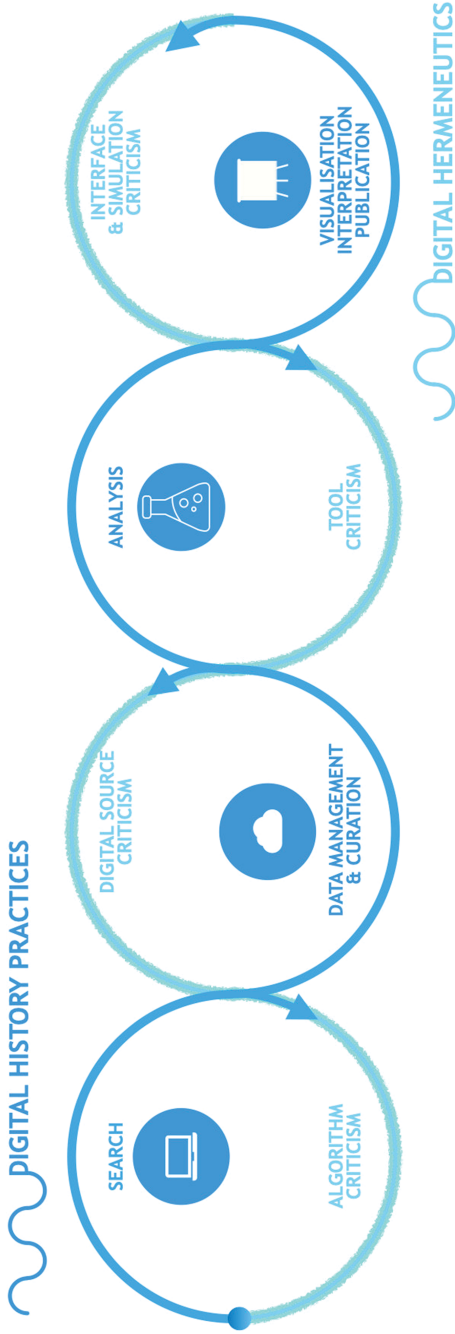 DIGITAL HISTORY PRACTICES
SEARCH
ALGORITHM
CRITICISM
DIGITAL SOURCE
CRITICISM
DATA MANAGEMENT
& CURATION
ANALYSIS
TOOL
CRITICISM
INTERFACE
& SIMULATION
CRITICISM
VISUALISATION
INTERPRETATION
PUBLICATION
DIGITAL HERMENEUTICS